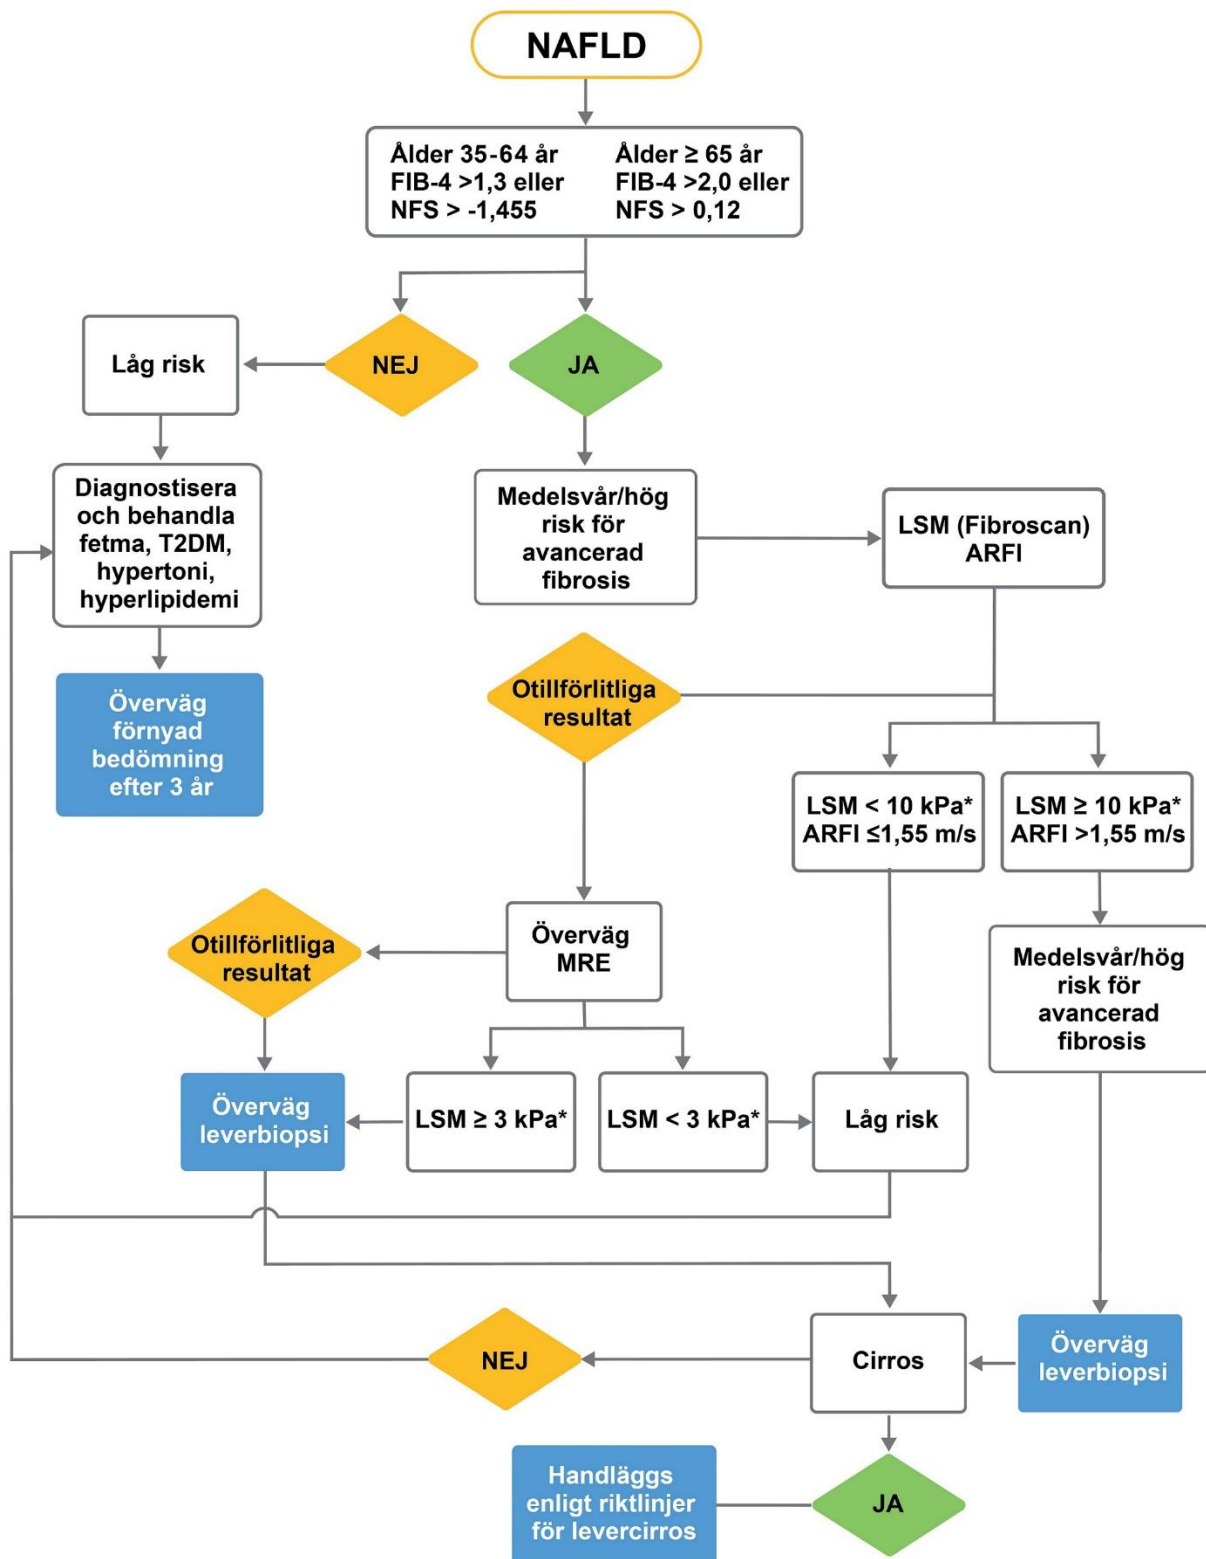 NAFLD
Ålder 35-64 år
FIB-4 >1,3 eller
NFS > -1,455
Ålder ≥ 65 år
FIB-4 >2,0 eller
NFS > 0,12
NEJ
JA
Låg risk
Diagnostisera
och behandla
fetma, T2DM,
hypertoni,
hyperlipidemi
Överväg
förnyad
bedömning
efter 3 år
Medelsvår/hög
risk för
avancerad
fibrosis
LSM (Fibroscan)
ARFI
Otillförlitliga
resultat
LSM < 10 kPa*
ARFI ≤1,55 m/s
LSM ≥ 10 kPa*
ARFI >1,55 m/s
Överväg
MRE
Otillförlitliga
resultat
Medelsvår/hög
risk för
avancerad
fibrosis
Överväg
leverbiopsi
LSM ≥ 3 kPa*
LSM < 3 kPa*
Låg risk
NEJ
Cirros
Överväg
leverbiopsi
Handläggs
enligt riktlinjer
för levercirros
JA